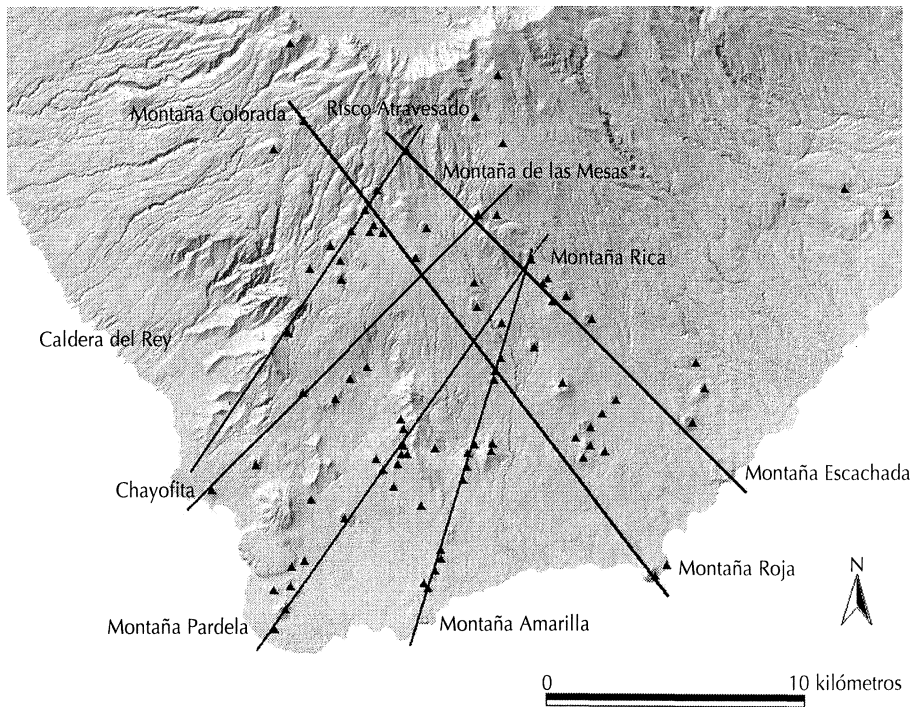 Montaña Colorada
Risco Atravesado
Montaña de las Mesas
Montaña Rica
Caldera del Rey
Chayofita
Montaña Escachada
Montaña Roja
N
Montaña Pardela
Montaña Amarilla
0
10 kilómetros